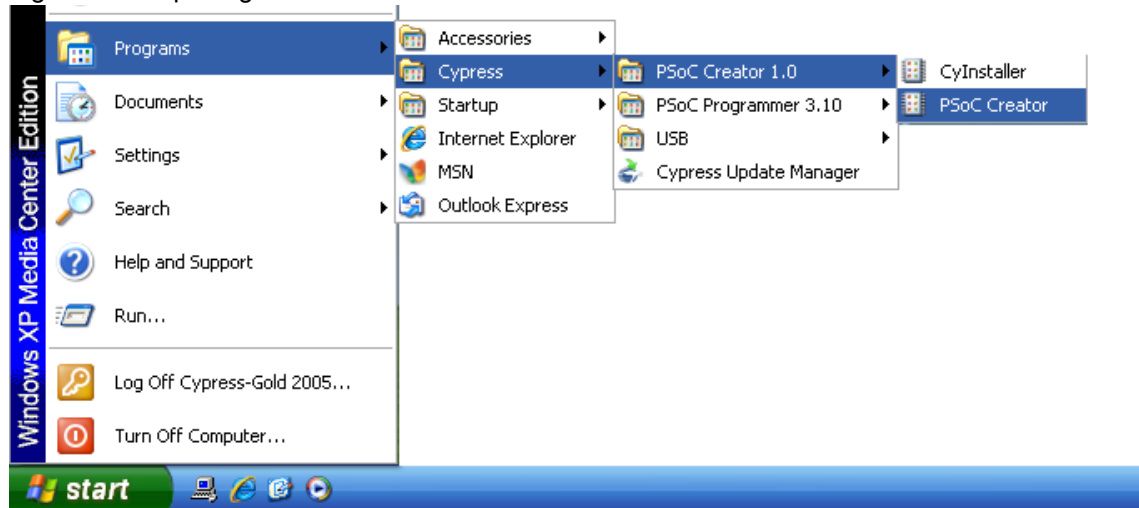 Programs
Documents
Settings
Search
Help and Support
Run...
Log Off Cypress-Gold 2005...
Turn Off Computer...
Windows XP Media Center Edition
start
Accessories
Cypress
Startup
Internet Explorer
MSN
Outlook Express
PSoC Creator 1.0
PSoC Programmer 3.10
USB
Cypress Update Manager
CyInstaller
PSoC Creator